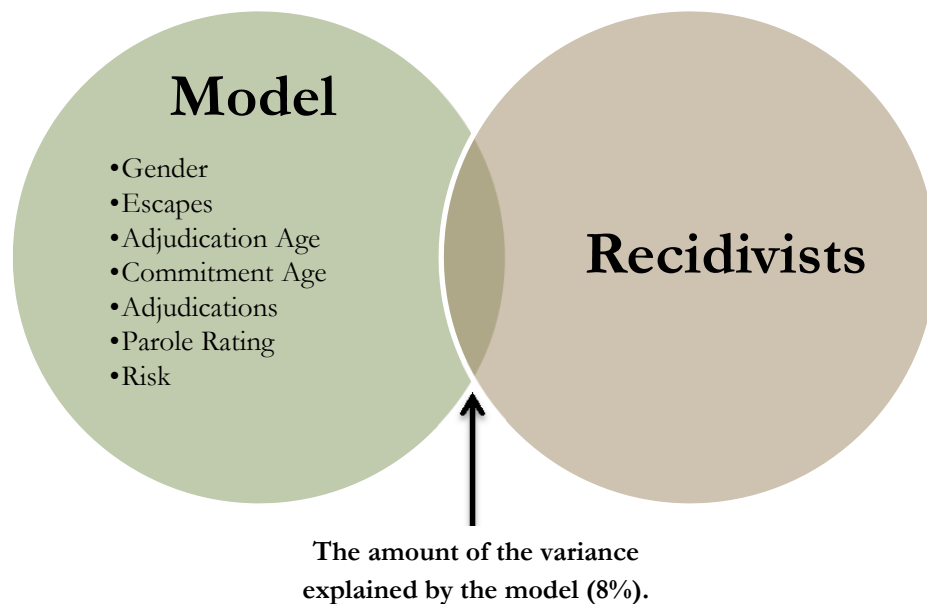 Model
•Gender
•Escapes
•Adjudication Age
•Commitment Age
•Adjudications
•Parole Rating
•Risk
Recidivists
The amount of the variance
explained by the model (8%).